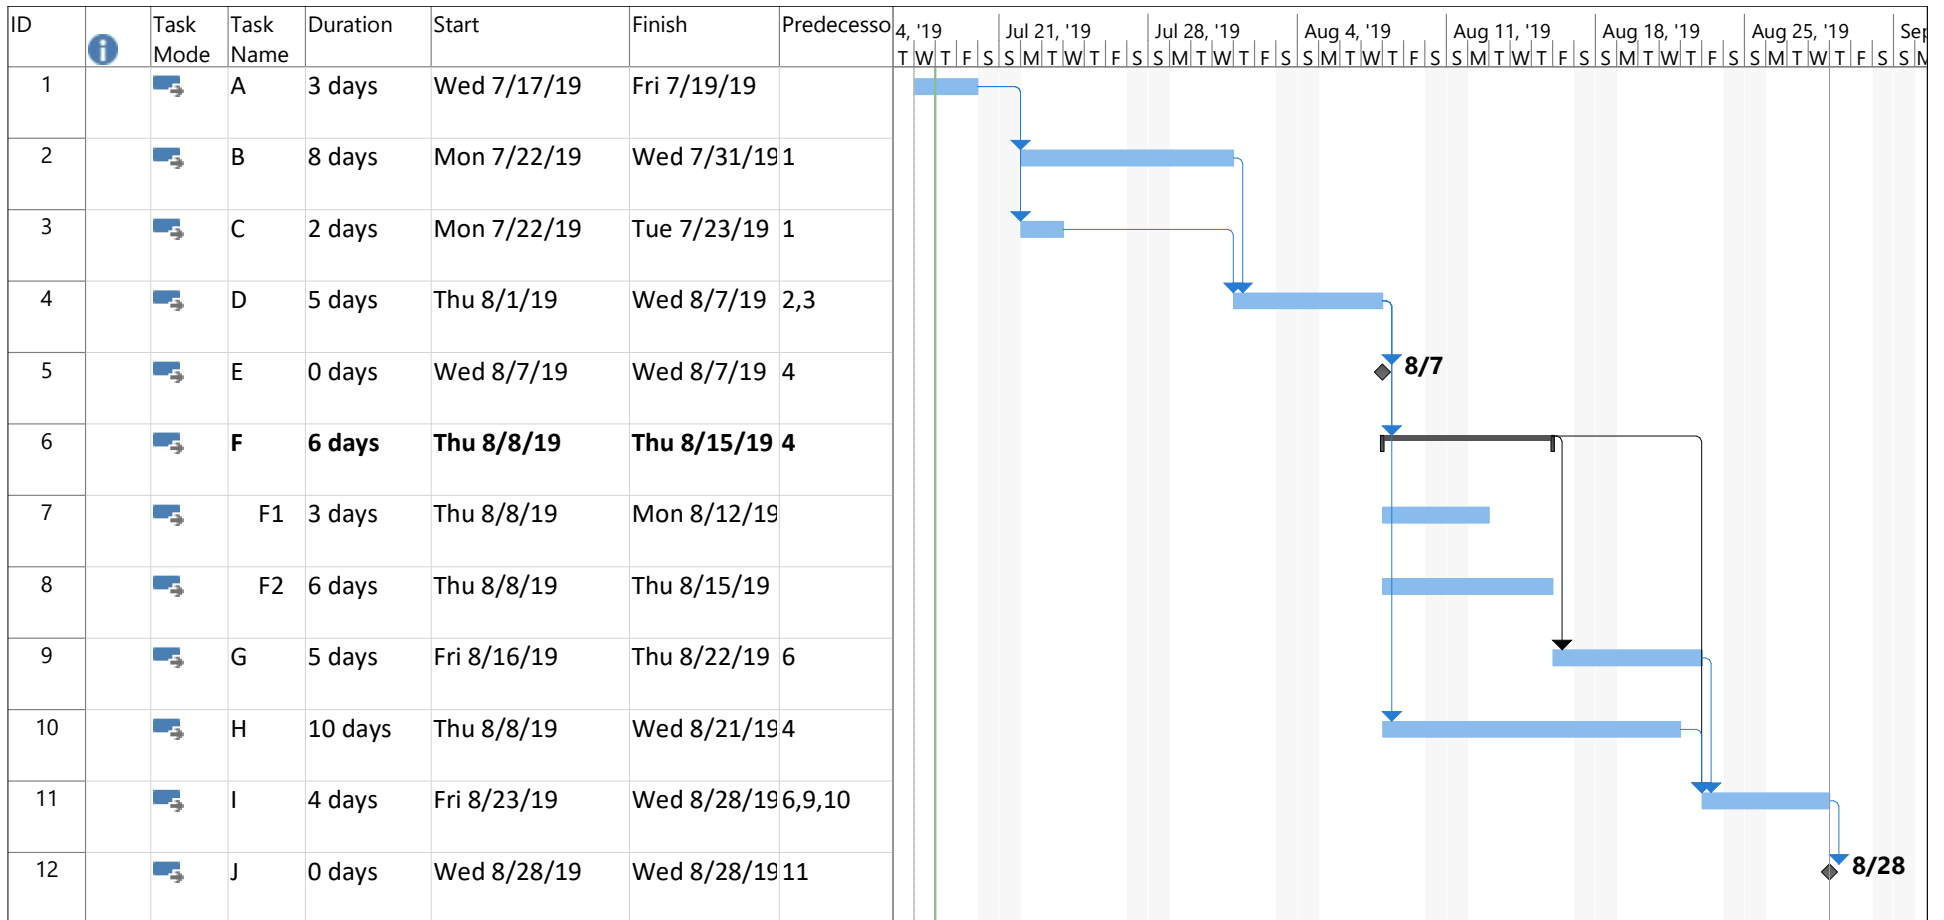 ID Task Mode Task Name Duration Start Finish Predecesso
4, '19 Jul 21, '19 Jul 28, '19 Aug 4, '19 Aug 11, '19 Aug 18, '19 Aug 25, '19 Sep
T W T F S S M T W T F S S M T W T F S S M T W T F S S M T W T F S S M T W T F S S M T W T F S S M
1 A 3 days Wed 7/17/19 Fri 7/19/19
2 B 8 days Mon 7/22/19 Wed 7/31/19 1
3 C 2 days Mon 7/22/19 Tue 7/23/19 1
4 D 5 days Thu 8/1/19 Wed 8/7/19 2,3
5 E 0 days Wed 8/7/19 Wed 8/7/19 4 8/7
6 F 6 days Thu 8/8/19 Thu 8/15/19 4
7 F1 3 days Thu 8/8/19 Mon 8/12/19
8 F2 6 days Thu 8/8/19 Thu 8/15/19
9 G 5 days Fri 8/16/19 Thu 8/22/19 6
10 H 10 days Thu 8/8/19 Wed 8/21/19 4
11 I 4 days Fri 8/23/19 Wed 8/28/19 6,9,10
12 J 0 days Wed 8/28/19 Wed 8/28/19 11 8/28